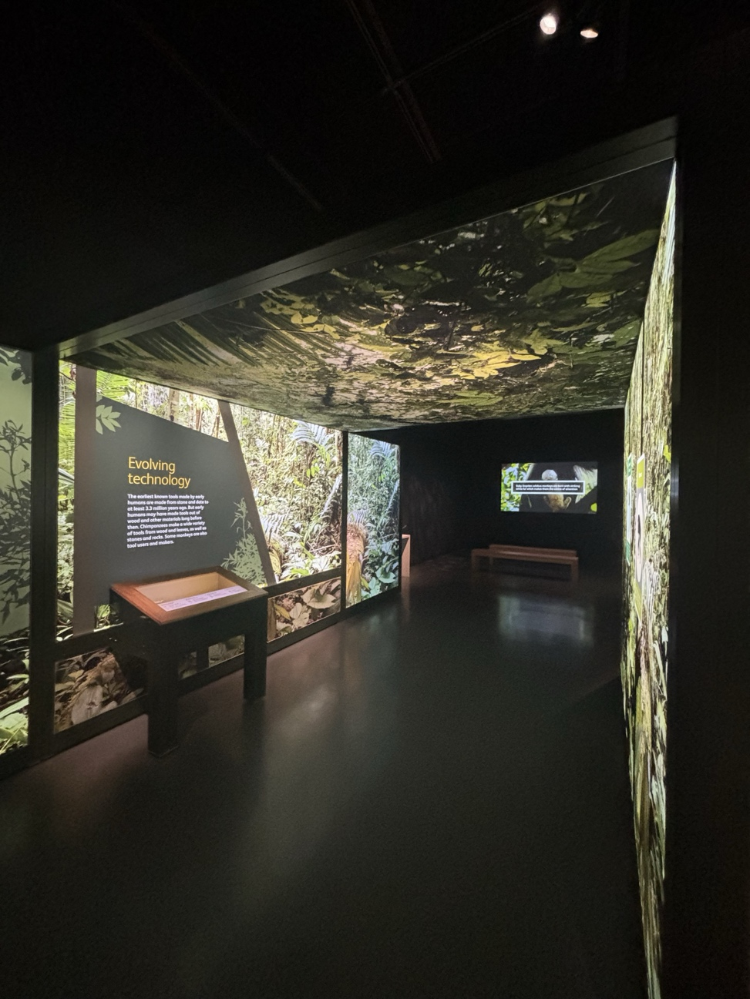 Evolving
technology
The earliest known tools made by early
humans are made from stone and date to
at least 3.3 million years ago. But early
humans may have made tools out of
wood and other materials long before
then. Chimpanzees make a wide variety
of tools from wood and leaves, as well as
stones and rocks. Some monkeys are also
tool users and makers.